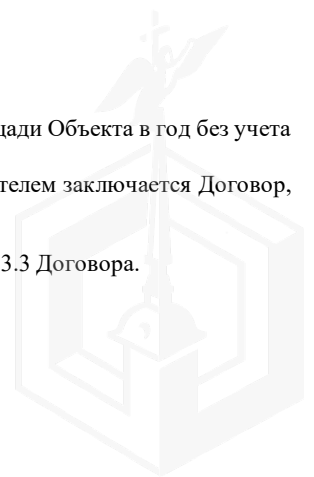 щади Объекта в год без учета
телем заключается Договор,
3.3 Договора.